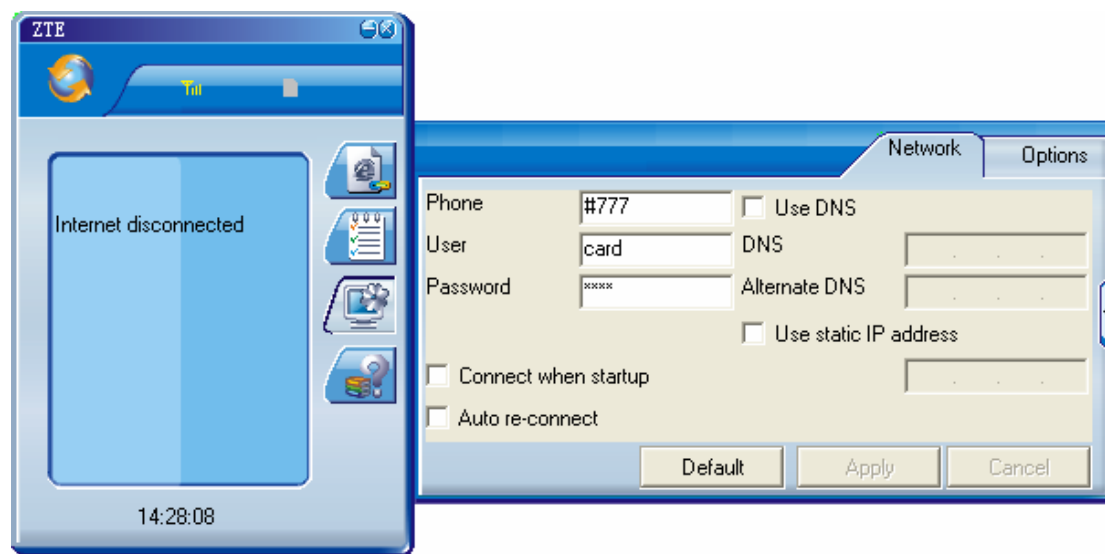 ZTE
Internet disconnected
14:28:08
Network Options
Phone #777 Use DNS
User card DNS
Password **** Alternate DNS
Use static IP address
Connect when startup
Auto re-connect
Default Apply Cancel